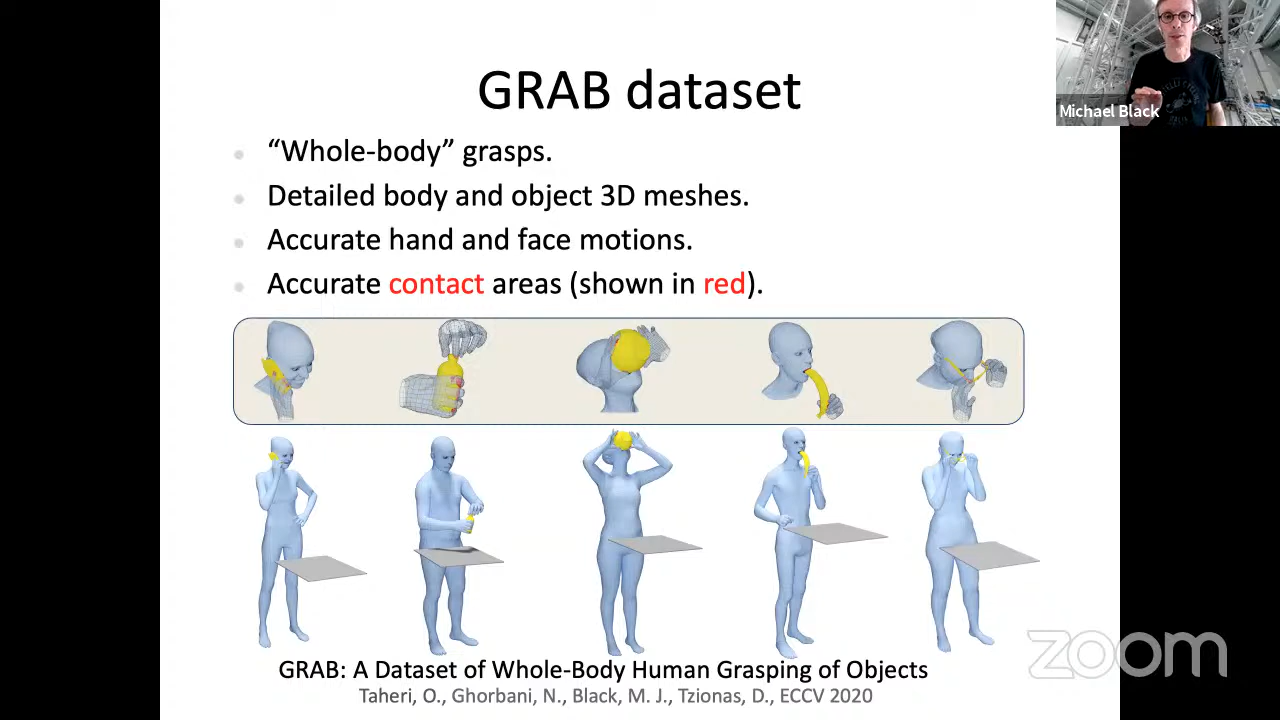 GRAB dataset
Michael Black
“Whole-body” grasps.
Detailed body and object 3D meshes.
Accurate hand and face motions.
Accurate contact areas (shown in red).
zoom
GRAB: A Dataset of Whole-Body Human Grasping of Objects
Taheri, O., Ghorbani, N., Black, M. J., Tzionas, D., ECCV 2020